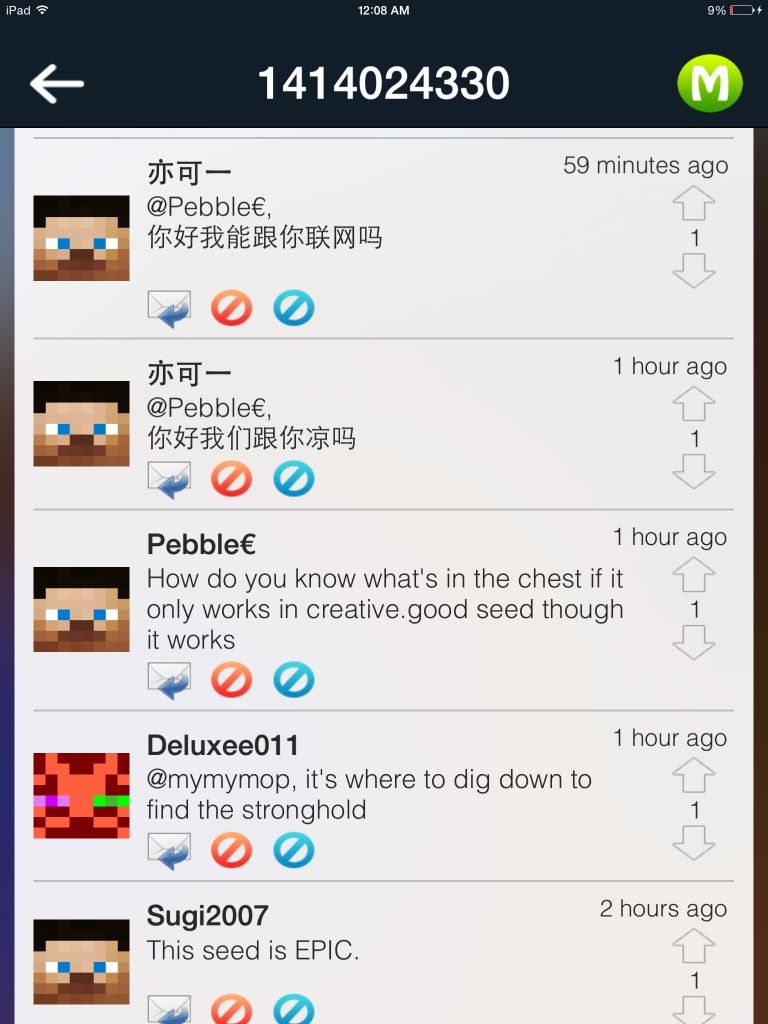 iPad 12:08 AM 9%
1414024330 M
亦可一 59 minutes ago
@Pebble€,
你好我能跟你联网吗
1
亦可一 1 hour ago
@Pebble€,
你好我们跟你凉吗
1
Pebble€ 1 hour ago
How do you know what's in the chest if it
only works in creative.good seed though
it works
1
Deluxee011 1 hour ago
@mymymop, it's where to dig down to
find the stronghold
1
Sugi2007 2 hours ago
This seed is EPIC.
1